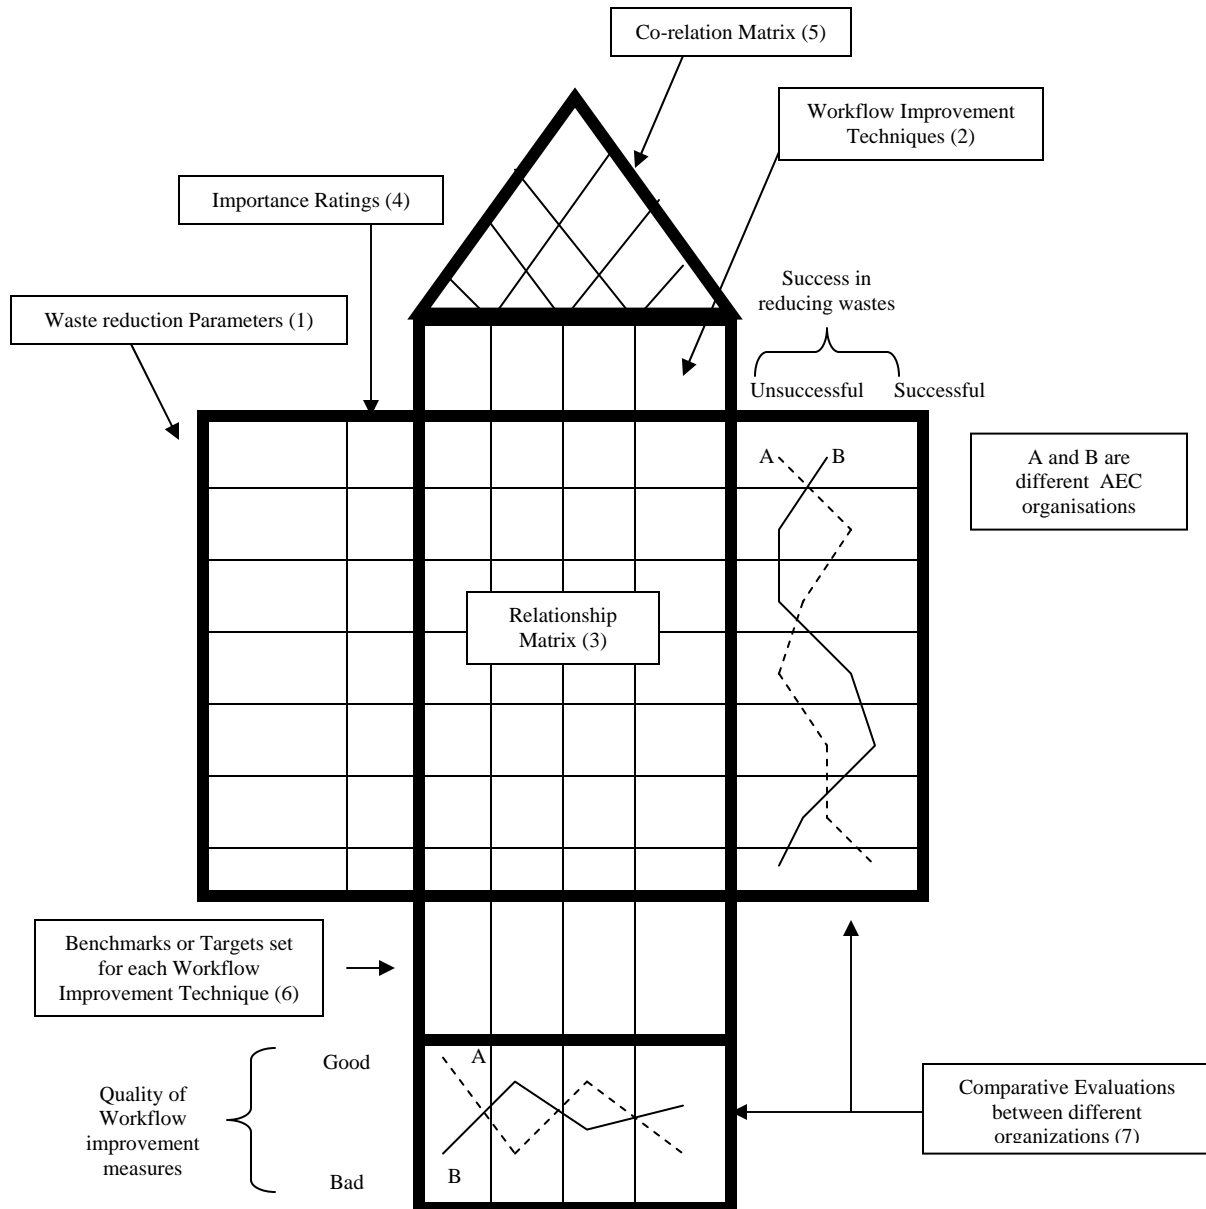 Co-relation Matrix (5)
Workflow Improvement
Techniques (2)
Importance Ratings (4)
Success in
reducing wastes
Waste reduction Parameters (1)
Unsuccessful
Successful
A
B
A and B are
different AEC
organisations
Relationship
Matrix (3)
Benchmarks or Targets set
for each Workflow
Improvement Technique (6)
Good
A
Quality of
Workflow
improvement
measures
Comparative Evaluations
between different
organizations (7)
Bad
B